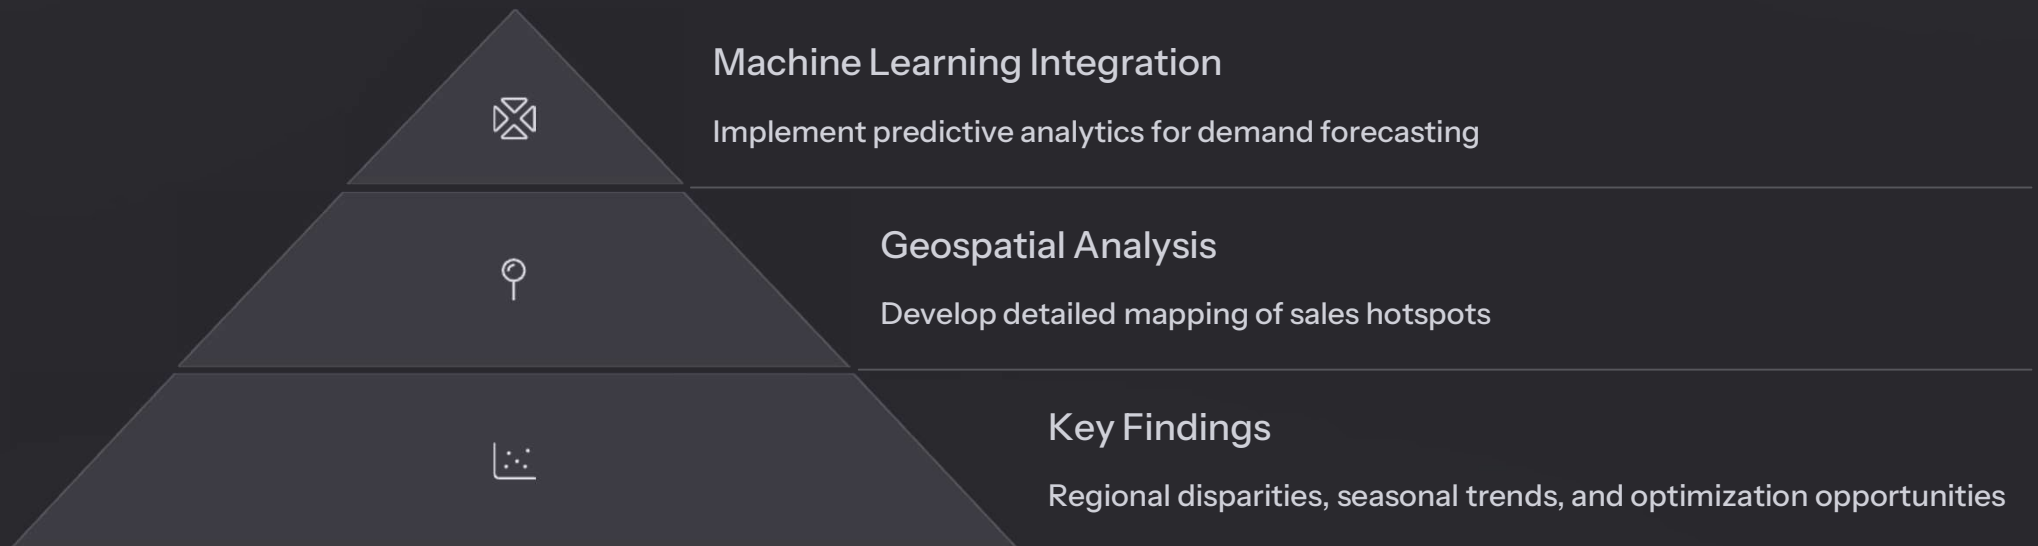 Machine Learning Integration
Implement predictive analytics for demand forecasting
Geospatial Analysis
Develop detailed mapping of sales hotspots
Key Findings
Regional disparities, seasonal trends, and optimization opportunities